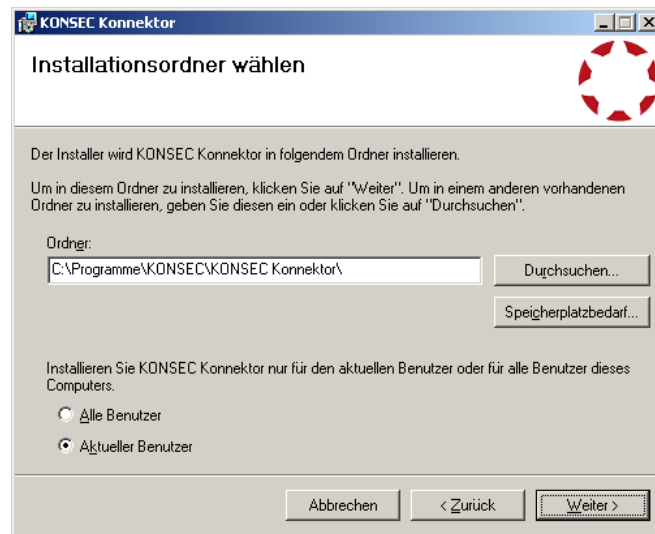 KONSEC Konnektor
Installationsordner wählen
Der Installer wird KONSEC Konnektor in folgendem Ordner installieren.
Um in diesem Ordner zu installieren, klicken Sie auf "Weiter". Um in einem anderen vorhandenen
Ordner zu installieren, geben Sie diesen ein oder klicken Sie auf "Durchsuchen".
Ordner:
C:\Programme\KONSEC\KONSEC Konnektor\
Durchsuchen...
Speicherplatzbedarf...
Installieren Sie KONSEC Konnektor nur für den aktuellen Benutzer oder für alle Benutzer dieses
Computers.
Alle Benutzer
Aktueller Benutzer
Abbrechen
< Zurück
Weiter >